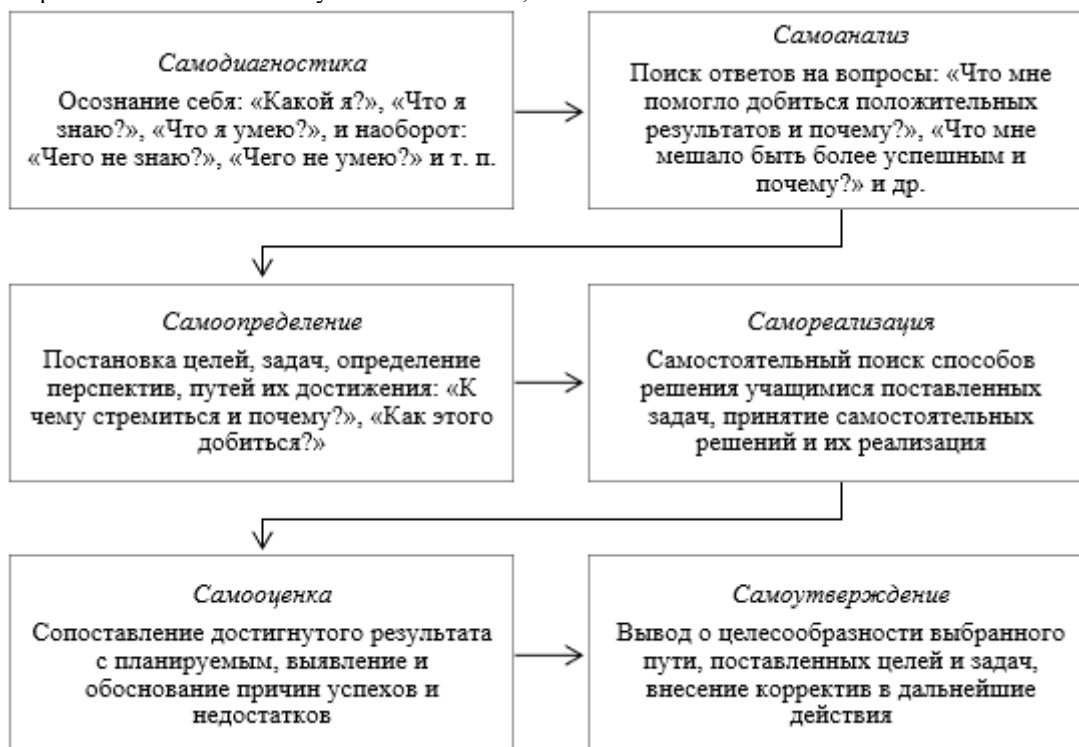 Самодиагностика
Осознание себя: «Какой я?», «Что я
знаю?», «Что я умею?», и наоборот:
«Чего не знаю?», «Чего не умею?» и т. п.
Самоанализ
Поиск ответов на вопросы: «Что мне
помогло добиться положительных
результатов и почему?», «Что мне
мешало быть более успешным и
почему?» и др.
Самоопределение
Постановка целей, задач, определение
перспектив, путей их достижения: «К
чему стремиться и почему?», «Как этого
добиться?»
Самореализация
Самостоятельный поиск способов
решения учащимися поставленных
задач, принятие самостоятельных
решений и их реализация
Самооценка
Сопоставление достигнутого результата
с планируемым, выявление и
обоснование причин успехов и
недостатков
Самоутверждение
Вывод о целесообразности выбранного
пути, поставленных целей и задач,
внесение корректив в дальнейшие
действия